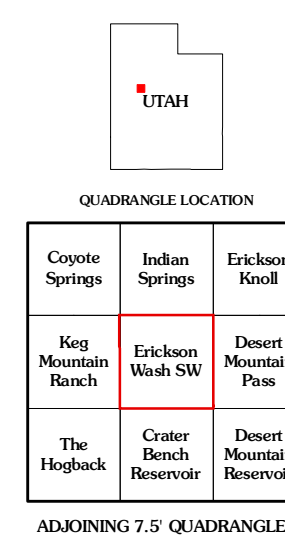 UTAH
QUADRANGLE LOCATION
Coyote
Springs
Indian
Springs
Erickson
Knoll
Keg
Mountain
Ranch
Erickson
Wash SW
Desert
Mountain
Pass
The
Hogback
Crater
Bench
Reservoir
Desert
Mountain
Reservoir
ADJOINING 7.5' QUADRANGLE